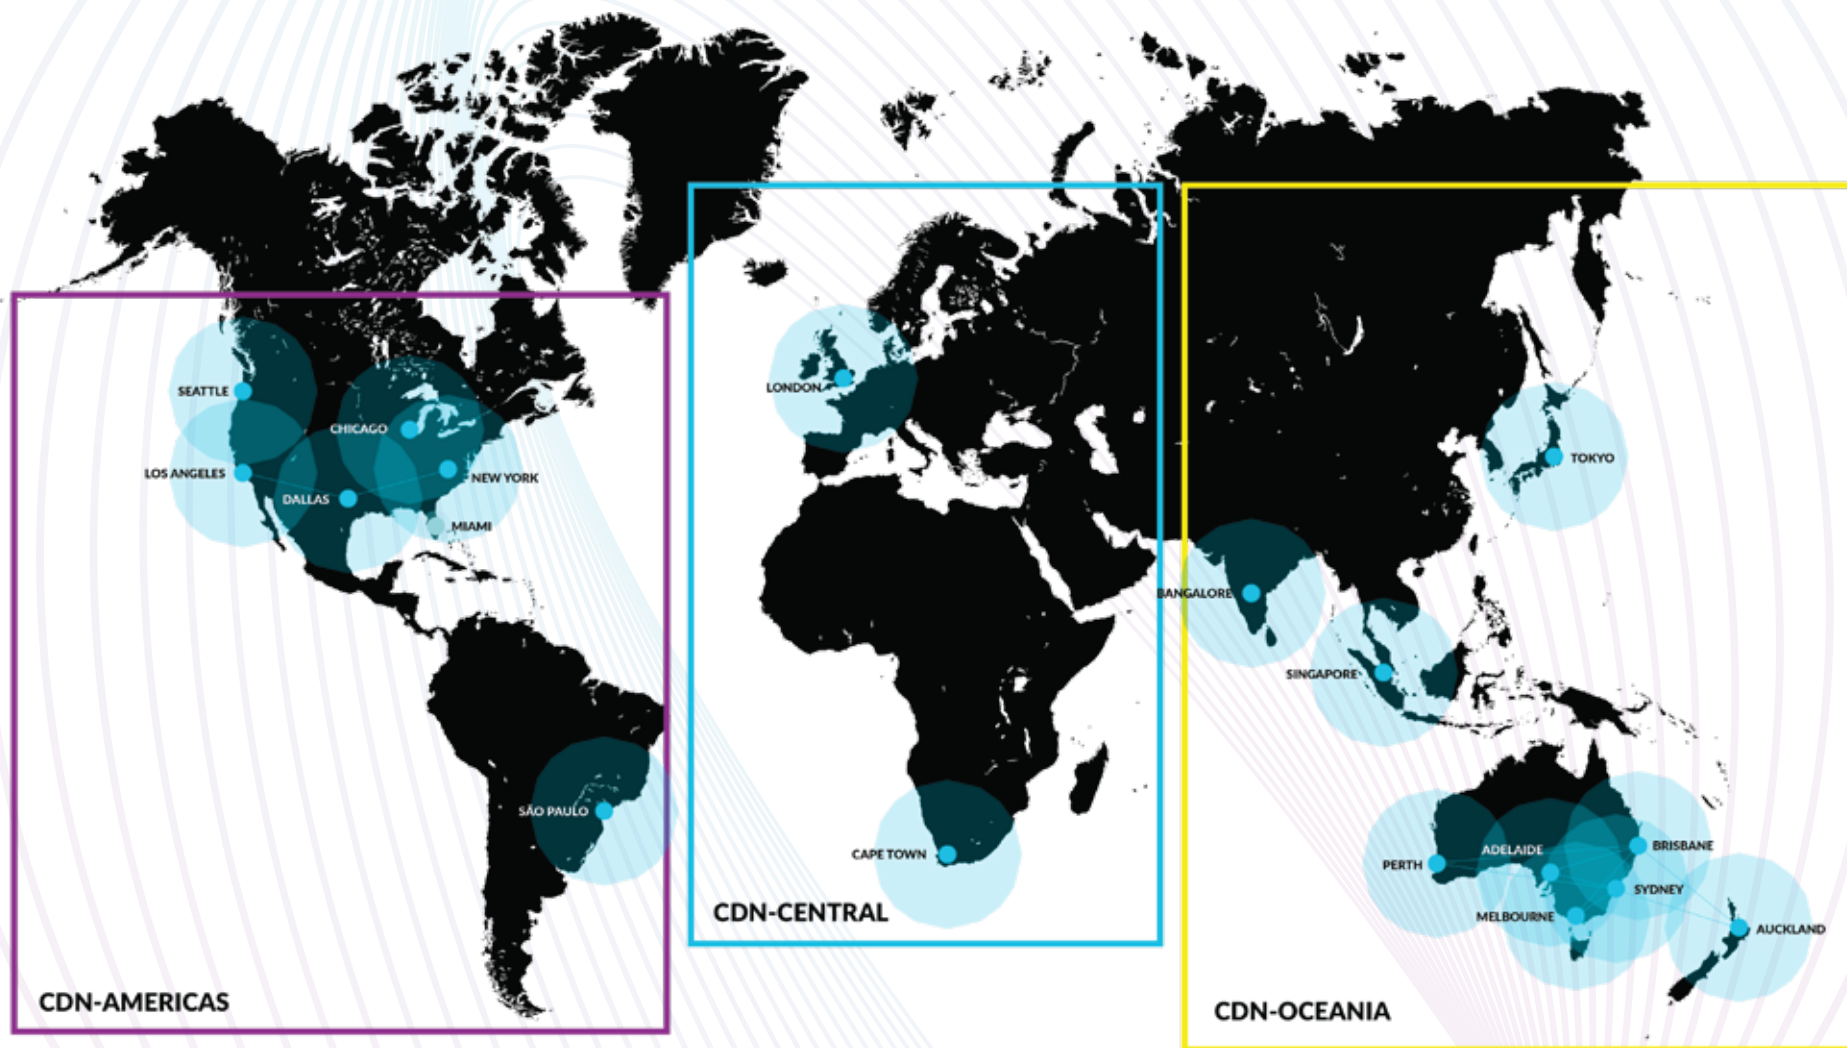 SEATTLE
CHICAGO
LOS ANGELES
NEW YORK
DALLAS
MIAMI
SÃO PAULO
CDN-AMERICAS
LONDON
CAPE TOWN
CDN-CENTRAL
TOKYO
BANGALORE
SINGAPORE
BRISBANE
ADELAIDE
PERTH
SYDNEY
MELBOURNE
AUCKLAND
CDN-OCEANIA